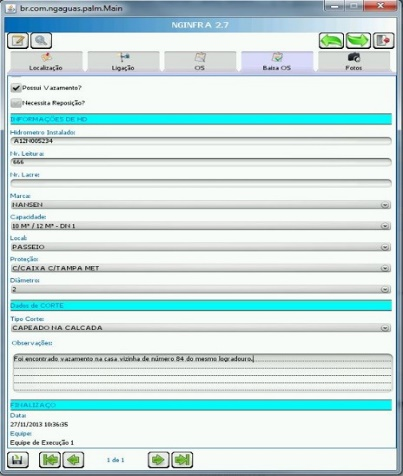 br.com.ngaguas.palm.Main
NGINFRA 2.7
Localização Ligação OS Baixa OS Fotos
Possui Vazamento?
Necessita Reposição?
INFORMAÇÕES DE HD
Hidrometro Instalado:
A12N005234
Nr. Leitura:
666
Nr. Lacre:
Marca:
NANSEN
Capacidade:
10 M³ / 12 M³ - DN 1
Local:
PASSEIO
Proteção:
C/CAIXA C/TAMPA MET
Diâmetro:
2
Dados de CORTE
Tipo Corte:
CAPEADO NA CALCADA
Observações:
Foi encontrado vazamento na casa vizinha de número 84 do mesmo logradouro.
FINALIZAÇO
Data:
27/11/2013 10:36:35
Equipe:
Equipe de Execução 1
1 de 1